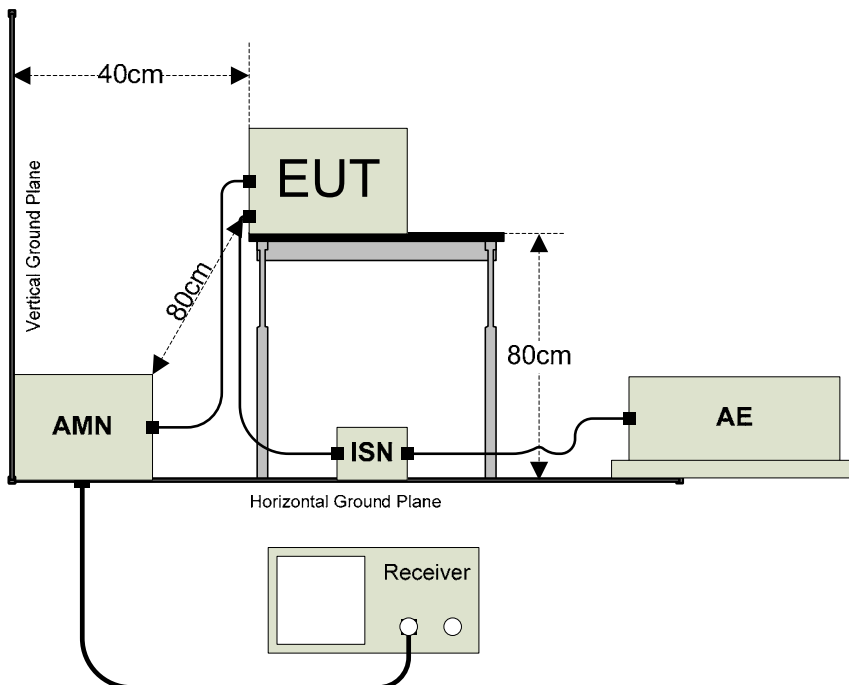 40cm
EUT
Vertical Ground Plane
80cm
80cm
AMN
ISN
AE
Horizontal Ground Plane
Receiver